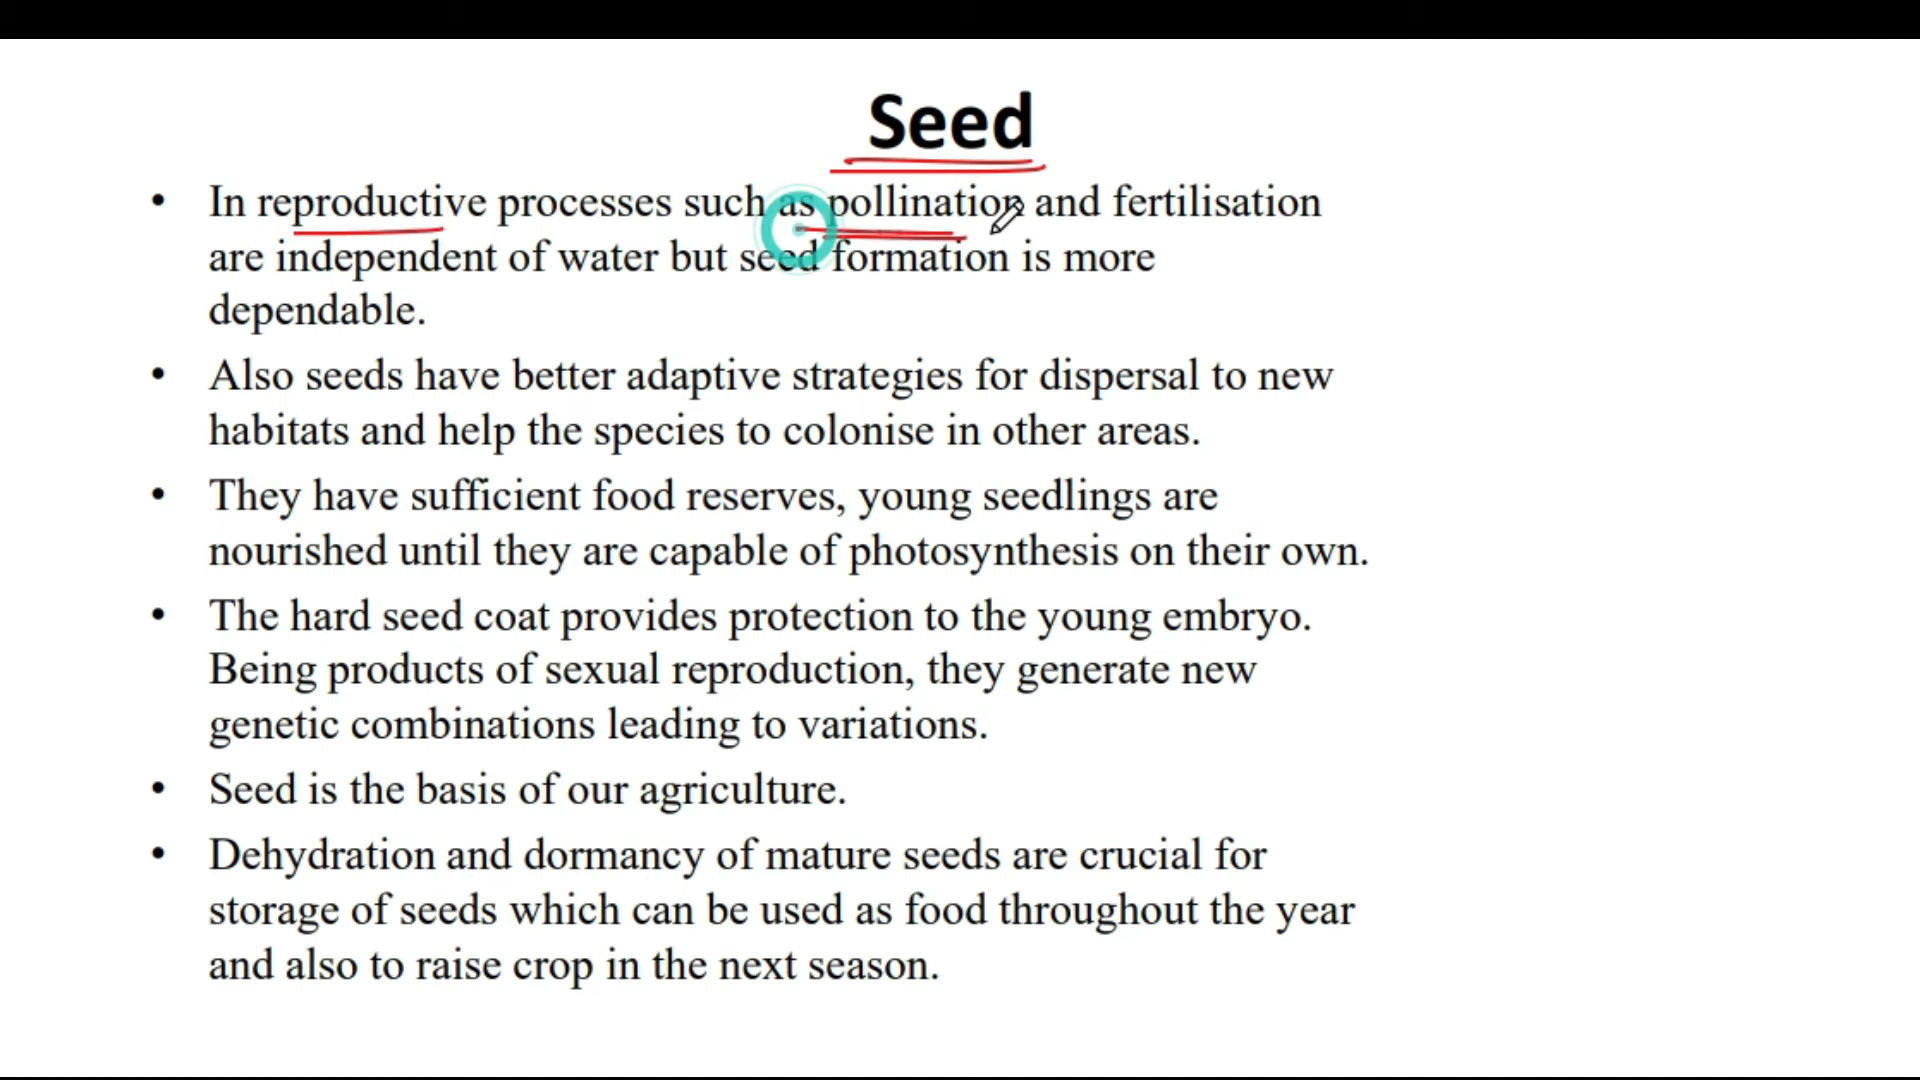 Seed
• In reproductive processes such as pollination and fertilisation
are independent of water but seed formation is more
dependable.
• Also seeds have better adaptive strategies for dispersal to new
habitats and help the species to colonise in other areas.
• They have sufficient food reserves, young seedlings are
nourished until they are capable of photosynthesis on their own.
• The hard seed coat provides protection to the young embryo.
Being products of sexual reproduction, they generate new
genetic combinations leading to variations.
• Seed is the basis of our agriculture.
• Dehydration and dormancy of mature seeds are crucial for
storage of seeds which can be used as food throughout the year
and also to raise crop in the next season.